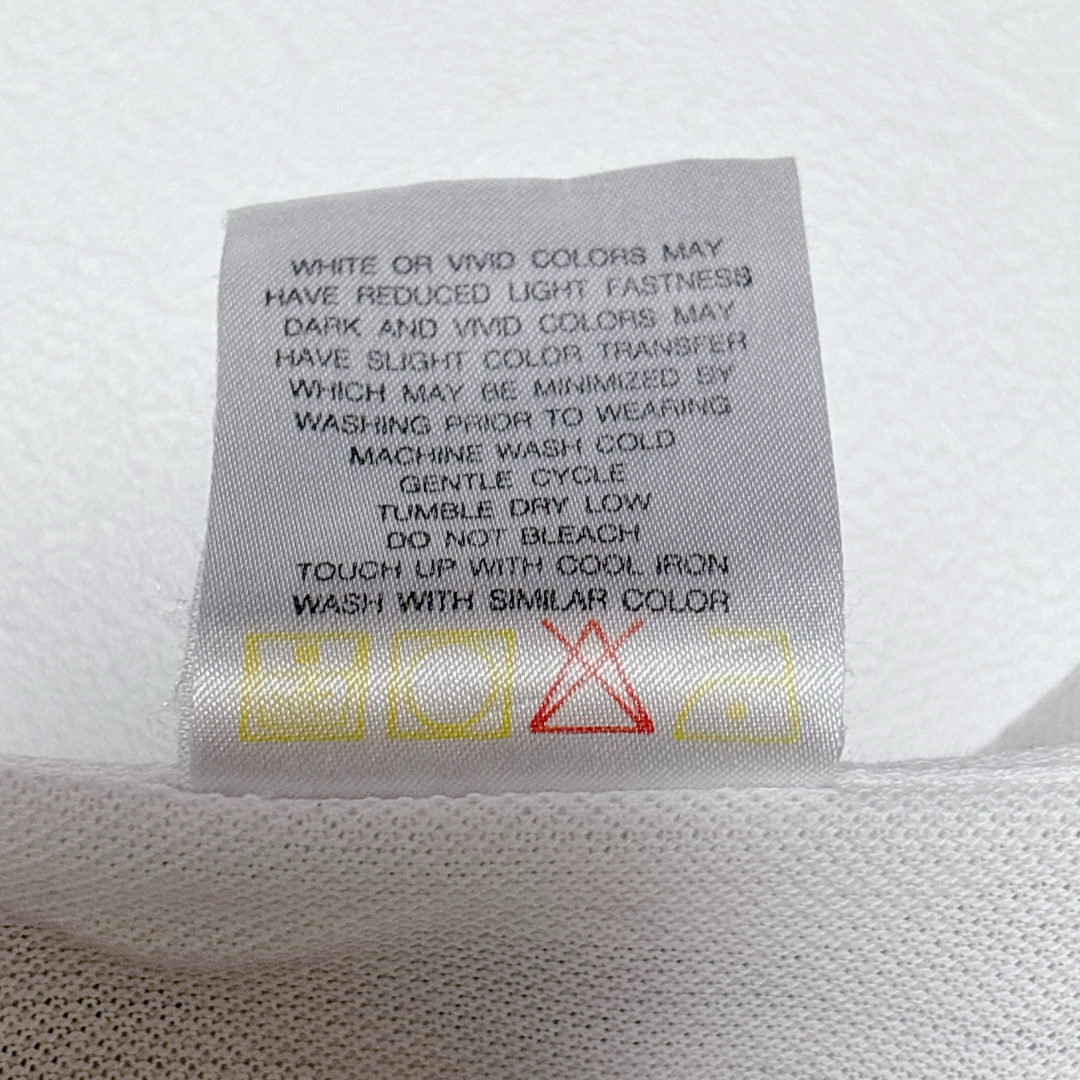 WHITE OR VIVID COLORS MAY
HAVE REDUCED LIGHT FASTNESS
DARK AND VIVID COLORS MAY
HAVE SLIGHT COLOR TRANSFER
WHICH MAY BE MINIMIZED BY
WASHING PRIOR TO WEARING
MACHINE WASH COLD
GENTLE CYCLE
TUMBLE DRY LOW
DO NOT BLEACH
TOUCH UP WITH COOL IRON
WASH WITH SIMILAR COLOR